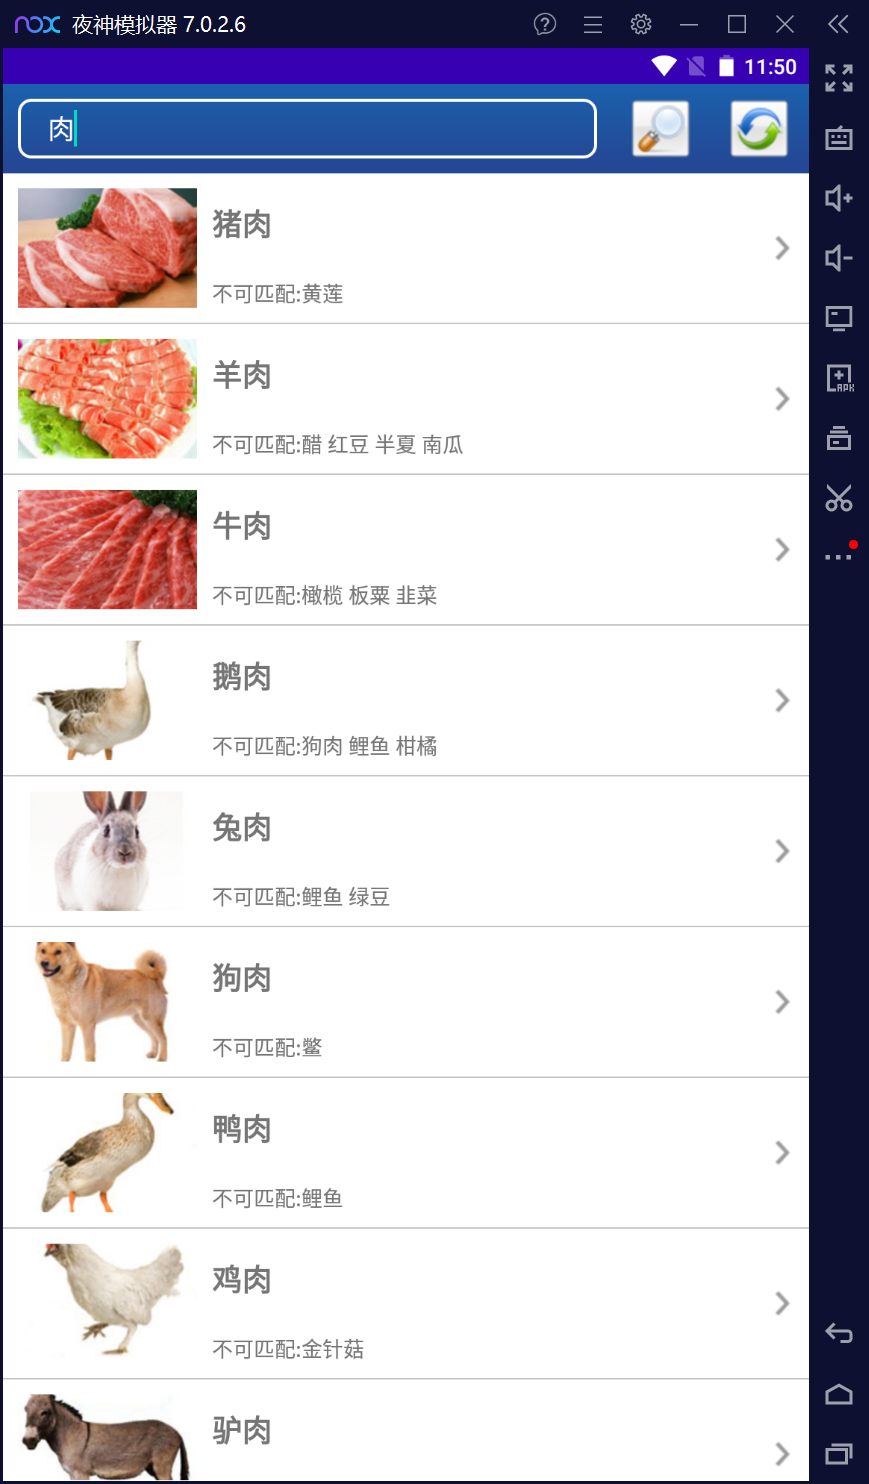 nox 夜神模拟器 7.0.2.6
11:50
肉
猪肉
不可匹配:黄莲
羊肉
不可匹配:醋 红豆 半夏 南瓜
牛肉
不可匹配:橄榄 板粟 韭菜
鹅肉
不可匹配:狗肉 鲤鱼 柑橘
兔肉
不可匹配:鲤鱼 绿豆
狗肉
不可匹配:鳖
鸭肉
不可匹配:鲤鱼
鸡肉
不可匹配:金针菇
驴肉
APK